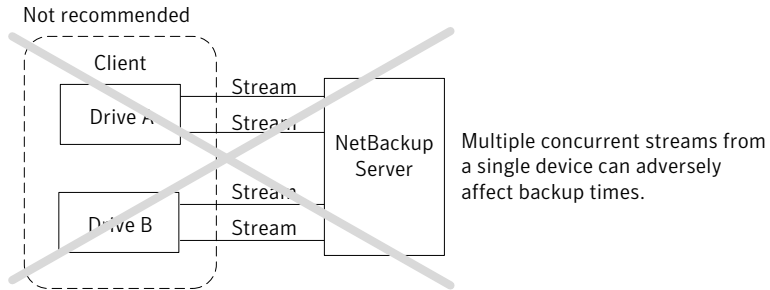 Not recommended
Client
Drive A
Stream
Stream
Drive B
Stream
Stream
NetBackup
Server
Multiple concurrent streams from
a single device can adversely
affect backup times.